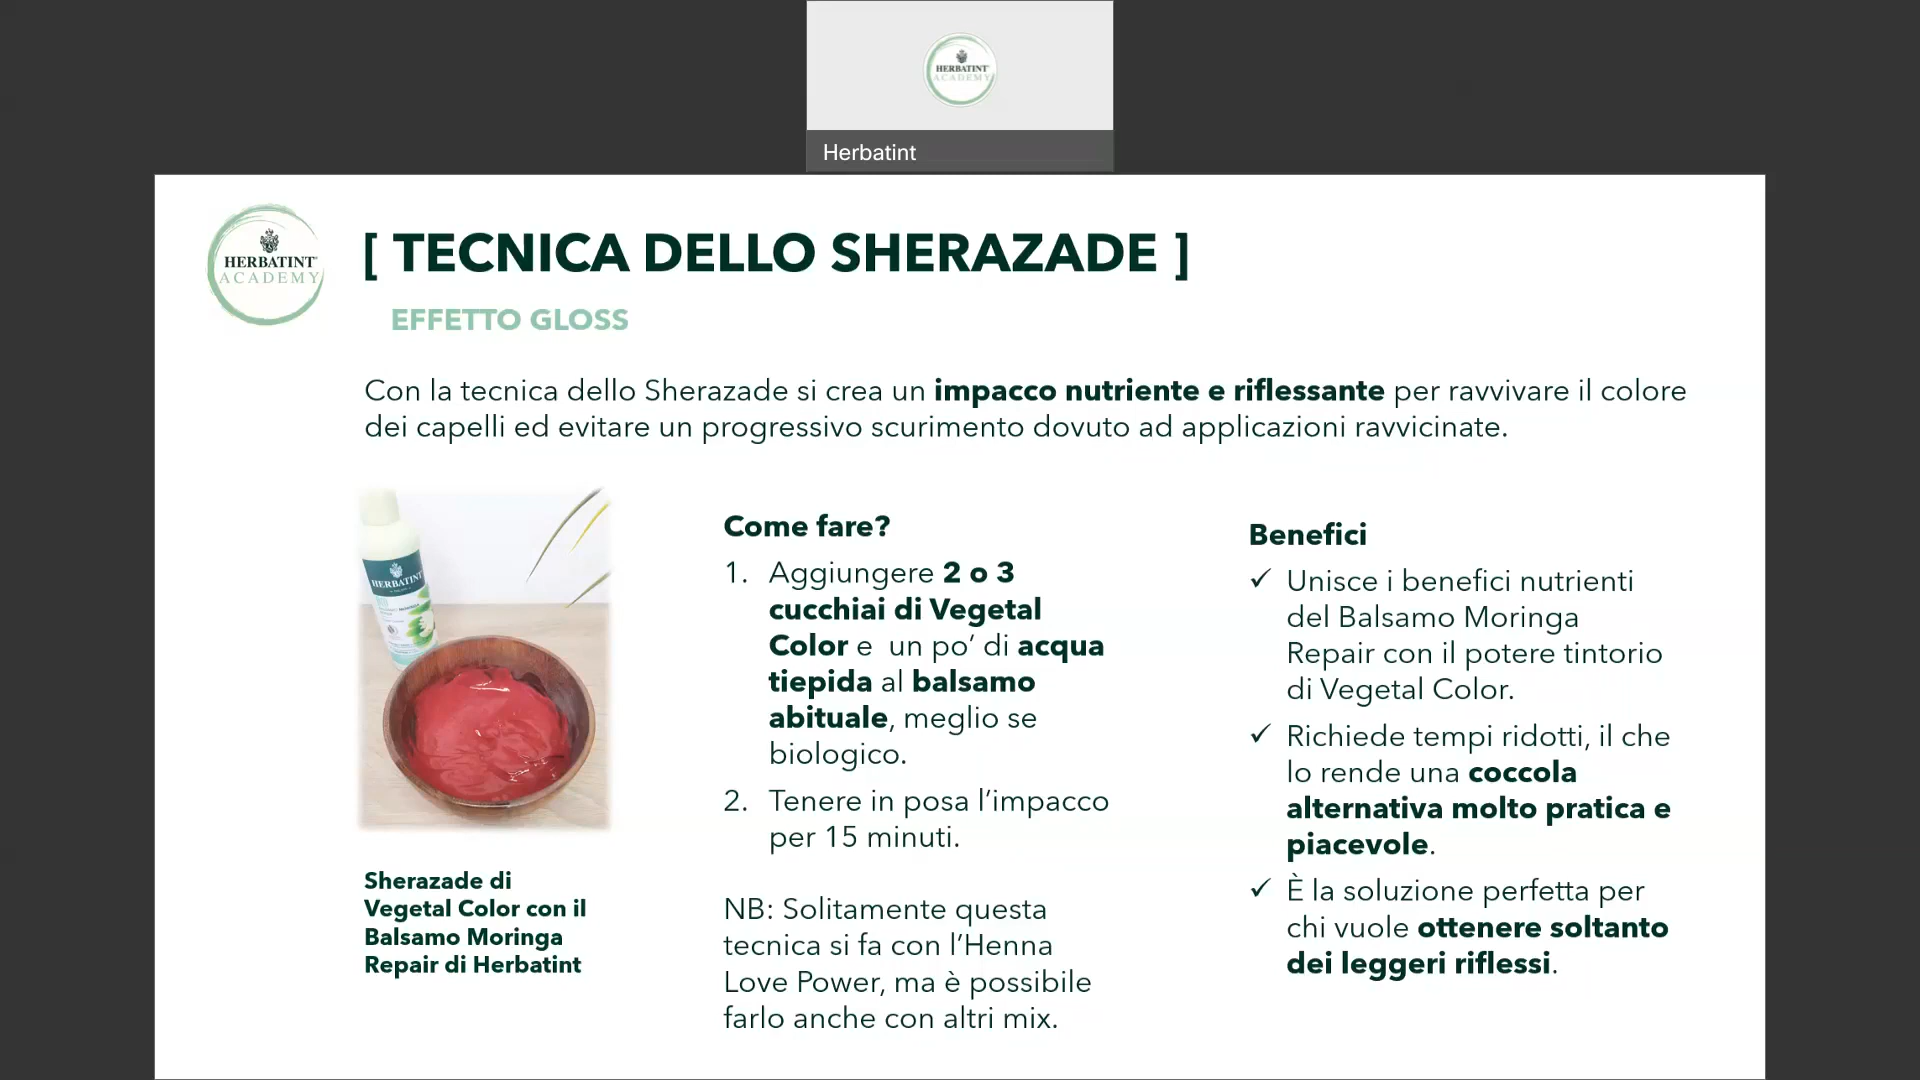 HERBATINT
ACADEMY
Herbatint
HERBATINT
ACADEMY
[ TECNICA DELLO SHERAZADE ]
EFFETTO GLOSS
Con la tecnica dello Sherazade si crea un impacco nutriente e riflessante per ravvivare il colore
dei capelli ed evitare un progressivo scurimento dovuto ad applicazioni ravvicinate.
HERBATINT
Sherazade di
Vegetal Color con il
Balsamo Moringa
Repair di Herbatint
Come fare?
1. Aggiungere 2 o 3
cucchiai di Vegetal
Color e un po’ di acqua
tiepida al balsamo
abituale, meglio se
biologico.
2. Tenere in posa l’impacco
per 15 minuti.
NB: Solitamente questa
tecnica si fa con l’Henna
Love Power, ma è possibile
farlo anche con altri mix.
Benefici
✓ Unisce i benefici nutrienti
del Balsamo Moringa
Repair con il potere tintorio
di Vegetal Color.
✓ Richiede tempi ridotti, il che
lo rende una coccola
alternativa molto pratica e
piacevole.
✓ È la soluzione perfetta per
chi vuole ottenere soltanto
dei leggeri riflessi.